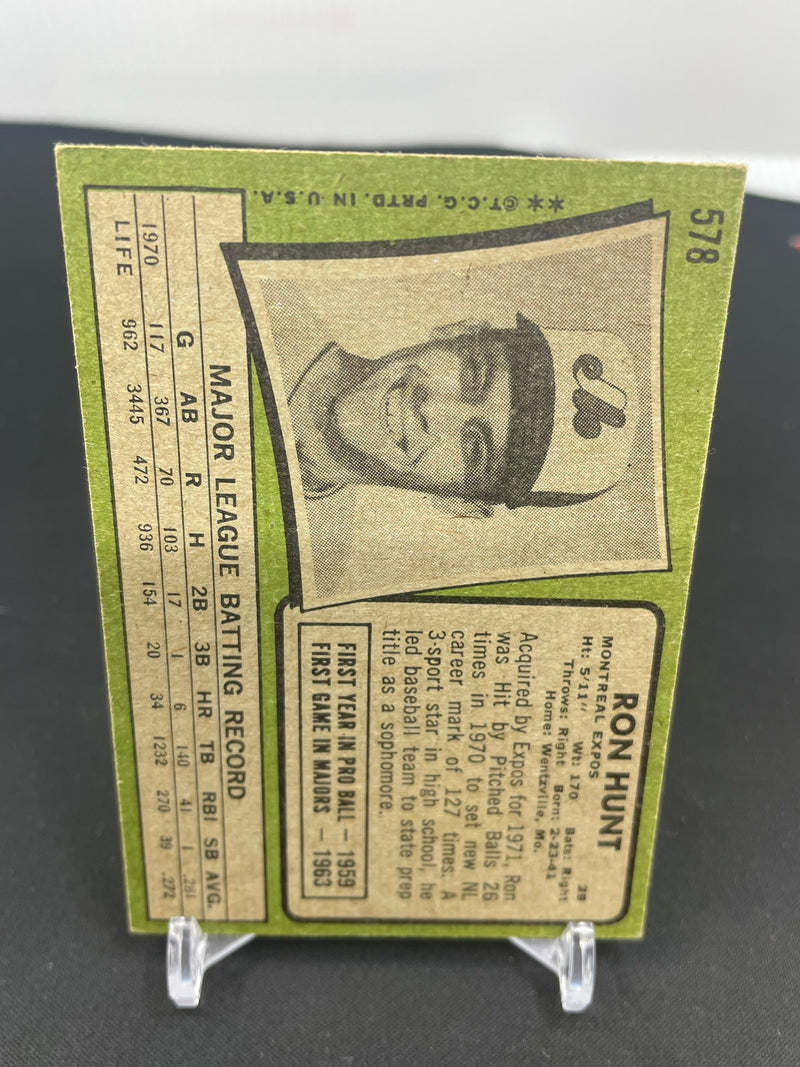 578
** ©T.C.G. PRTD. IN U.S.A.
RON HUNT
2B
MONTREAL EXPOS
Ht: 5'11" Wt: 170 Bats: Right
Throws: Right Born: 2-23-41
Home: Wentzville, Mo.
Acquired by Expos for 1971, Ron
was Hit by Pitched Balls 26
times in 1970 to set new NL
career mark of 127 times. A
3-sport star in high school, he
led baseball team to state prep
title as a sophomore.
FIRST YEAR IN PRO BALL — 1959
FIRST GAME IN MAJORS — 1963
MAJOR LEAGUE BATTING RECORD
G AB R H 2B 3B HR TB RBI SB AVG.
1970 117 367 70 103 17 1 6 140 41 1 .281
LIFE 962 3445 472 936 154 20 34 1232 270 39 .272